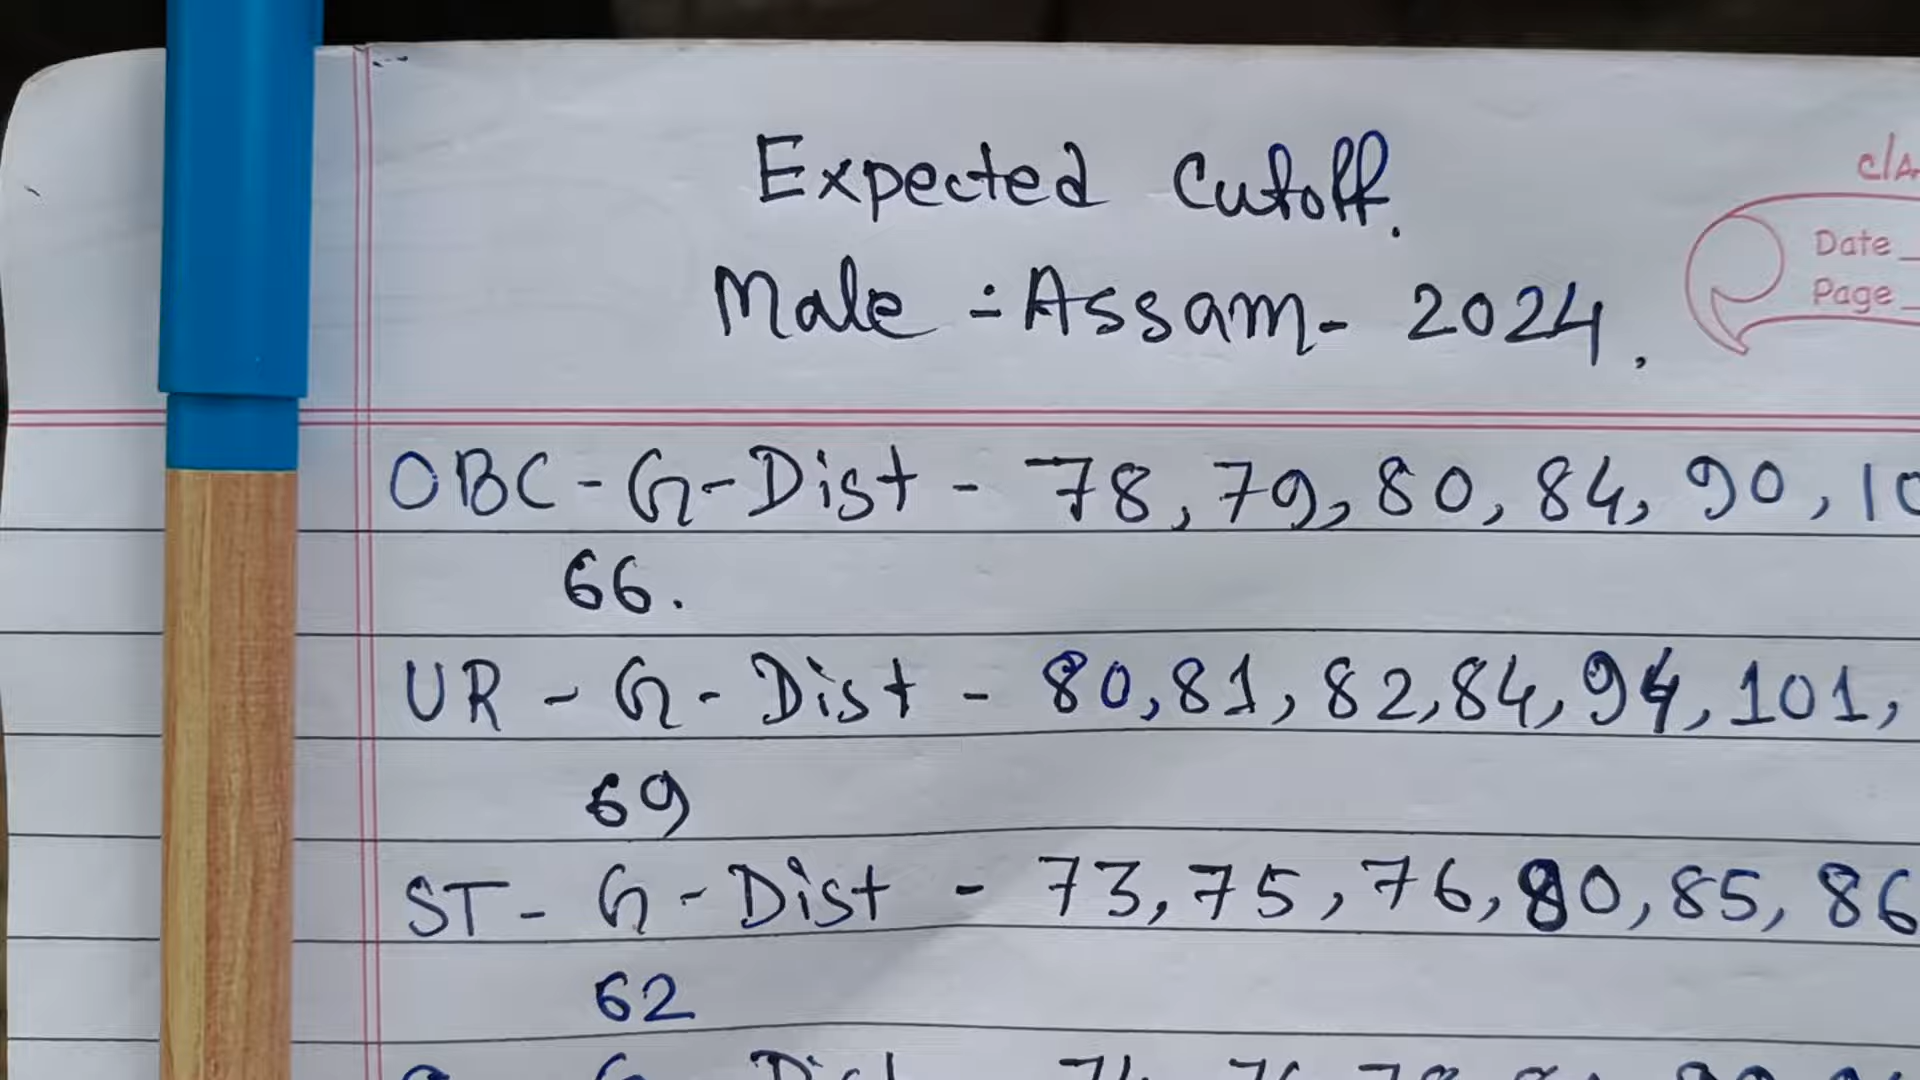 Expected Cutoff.
Male :- Assam - 2024.
Date
Page
OBC - G - Dist - 78, 79, 80, 84, 90,
66.
UR - G - Dist - 80, 81, 82, 84, 94, 101,
69
ST - G - Dist - 73, 75, 76, 80, 85, 86
62